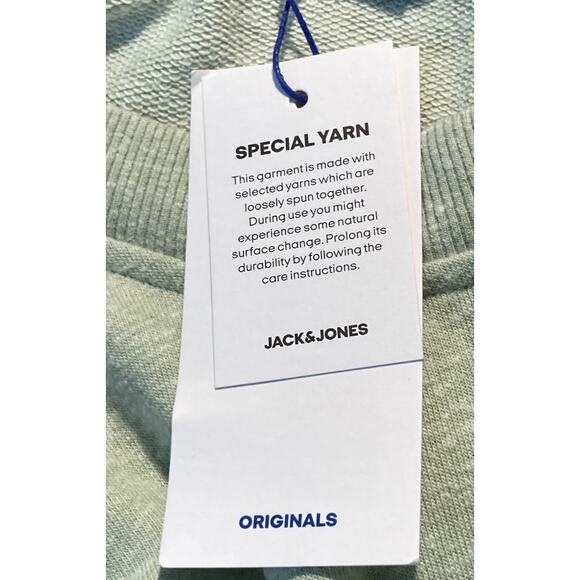 SPECIAL YARN
This garment is made with
selected yarns which are
loosely spun together.
During use you might
experience some natural
surface change. Prolong its
durability by following the
care instructions.
JACK&JONES
ORIGINALS